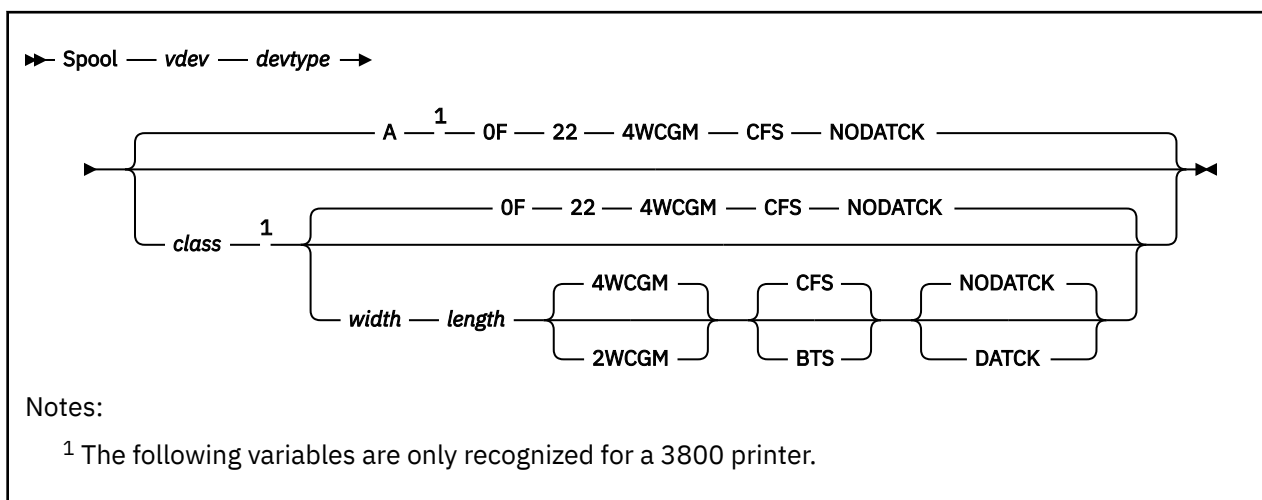 Spool vdev devtype
A 1 0F 22 4WCGM CFS NODATCK
0F 22 4WCGM CFS NODATCK
class 1
4WCGM CFS NODATCK
width length
2WCGM BTS DATCK
Notes:
1 The following variables are only recognized for a 3800 printer.